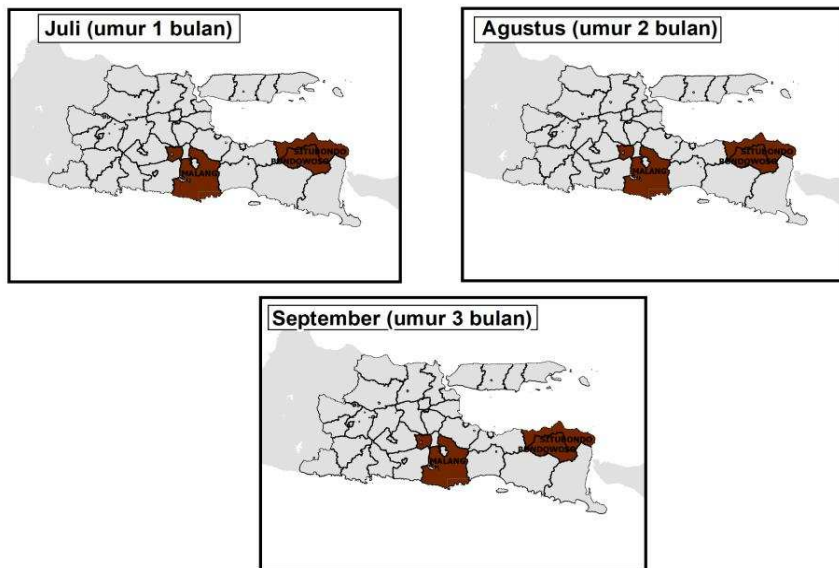 Juli (umur 1 bulan)
SITUBONDO
BONDOWOSO
MALANG
Agustus (umur 2 bulan)
SITUBONDO
BONDOWOSO
MALANG
September (umur 3 bulan)
SITUBONDO
BONDOWOSO
MALANG